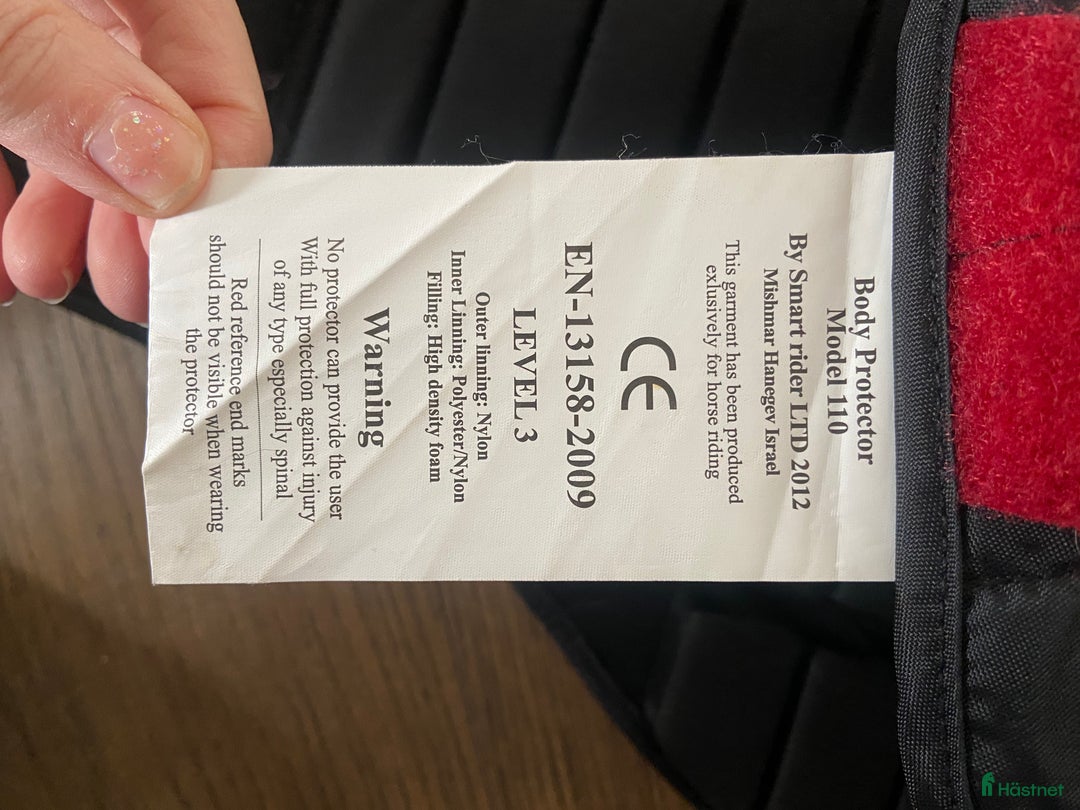 Body Protector
Model 110
By Smart rider LTD 2012
Mishmar Hanegev Israel
This garment has been produced
exlusively for horse riding
CE
EN-13158-2009
LEVEL 3
Outer linning: Nylon
Inner Linning: Polyester/Nylon
Filling: High density foam
Warning
No protector can provide the user
With full protection against injury
of any type especially spinal
Red reference end marks
should not be visible when wearing
the protector
Hästnet